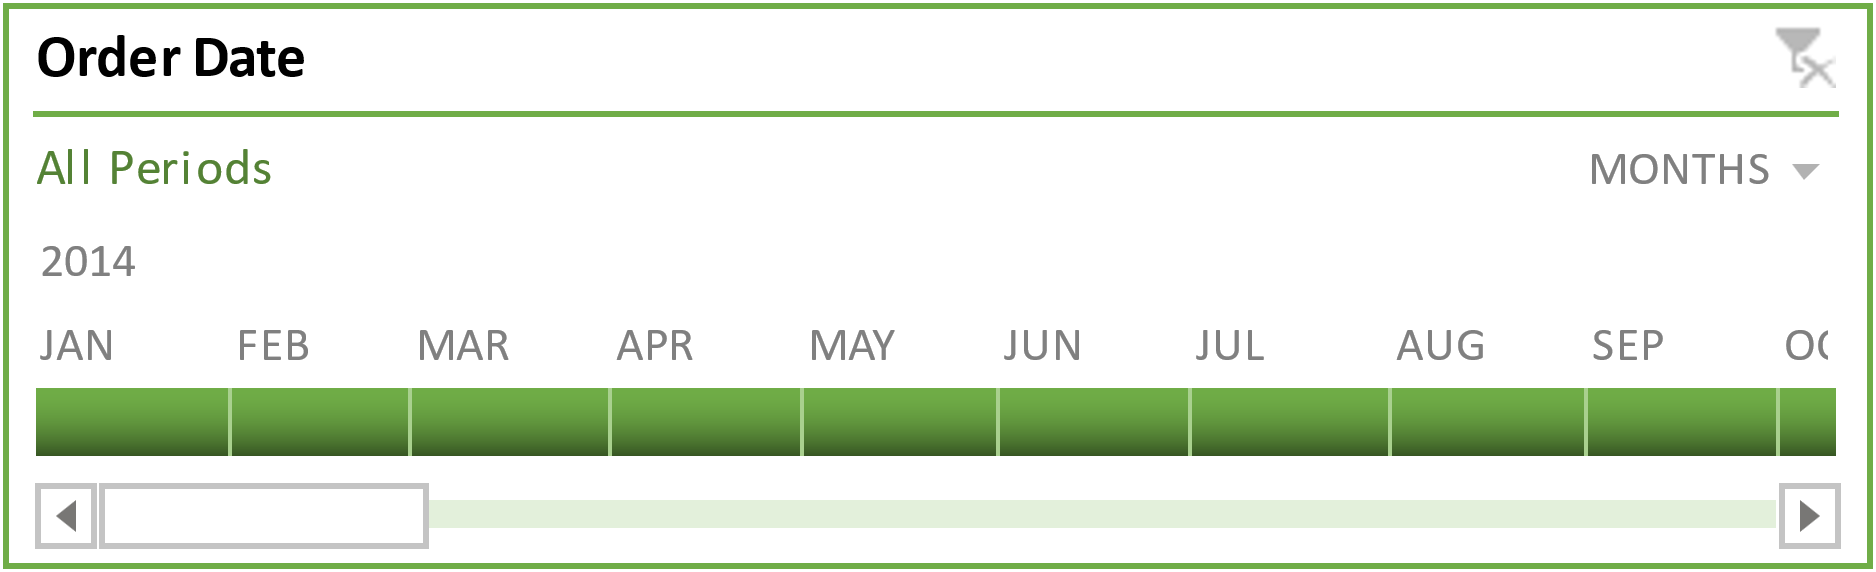 Order Date
All Periods MONTHS
2014
JAN FEB MAR APR MAY JUN JUL AUG SEP